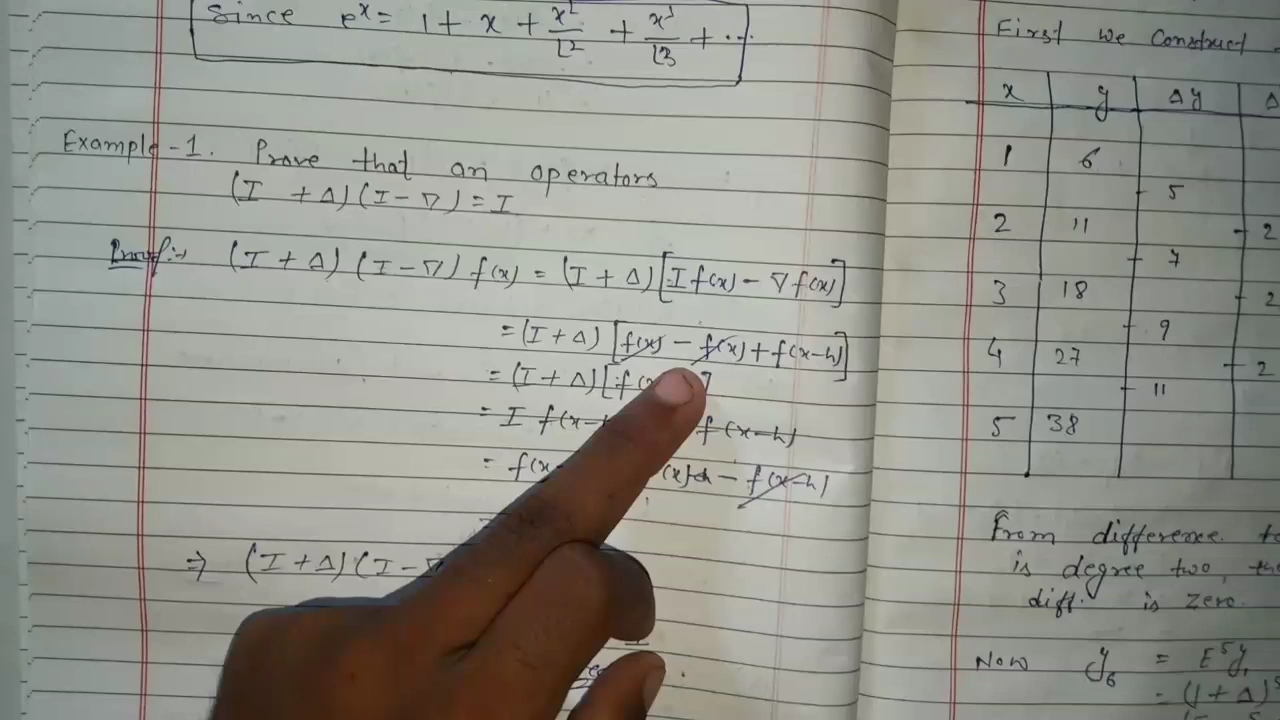 Since e^x = 1 + x + x²/⌊2 + x³/⌊3 + ...
Example-1. Prove that an operators
(I + Δ)(I - ∇) = I
Proof:- (I + Δ)(I - ∇) f(x) = (I + Δ)[I f(x) - ∇ f(x)]
= (I + Δ)[f(x) - f(x) + f(x-h)]
= (I + Δ)[f(x
= I f(x-h f(x-h)
= f(x- (x) - f(x-h)
⇒ (I + Δ)(I - ∇
First We Construct
x y Δy Δ
1 6
5
2 11 2
7
3 18 2
9
4 27 2
11
5 38
From difference
is degree two, the
diff. is zero.
Now y₆ = E⁵y₁
= (1 + Δ)⁵